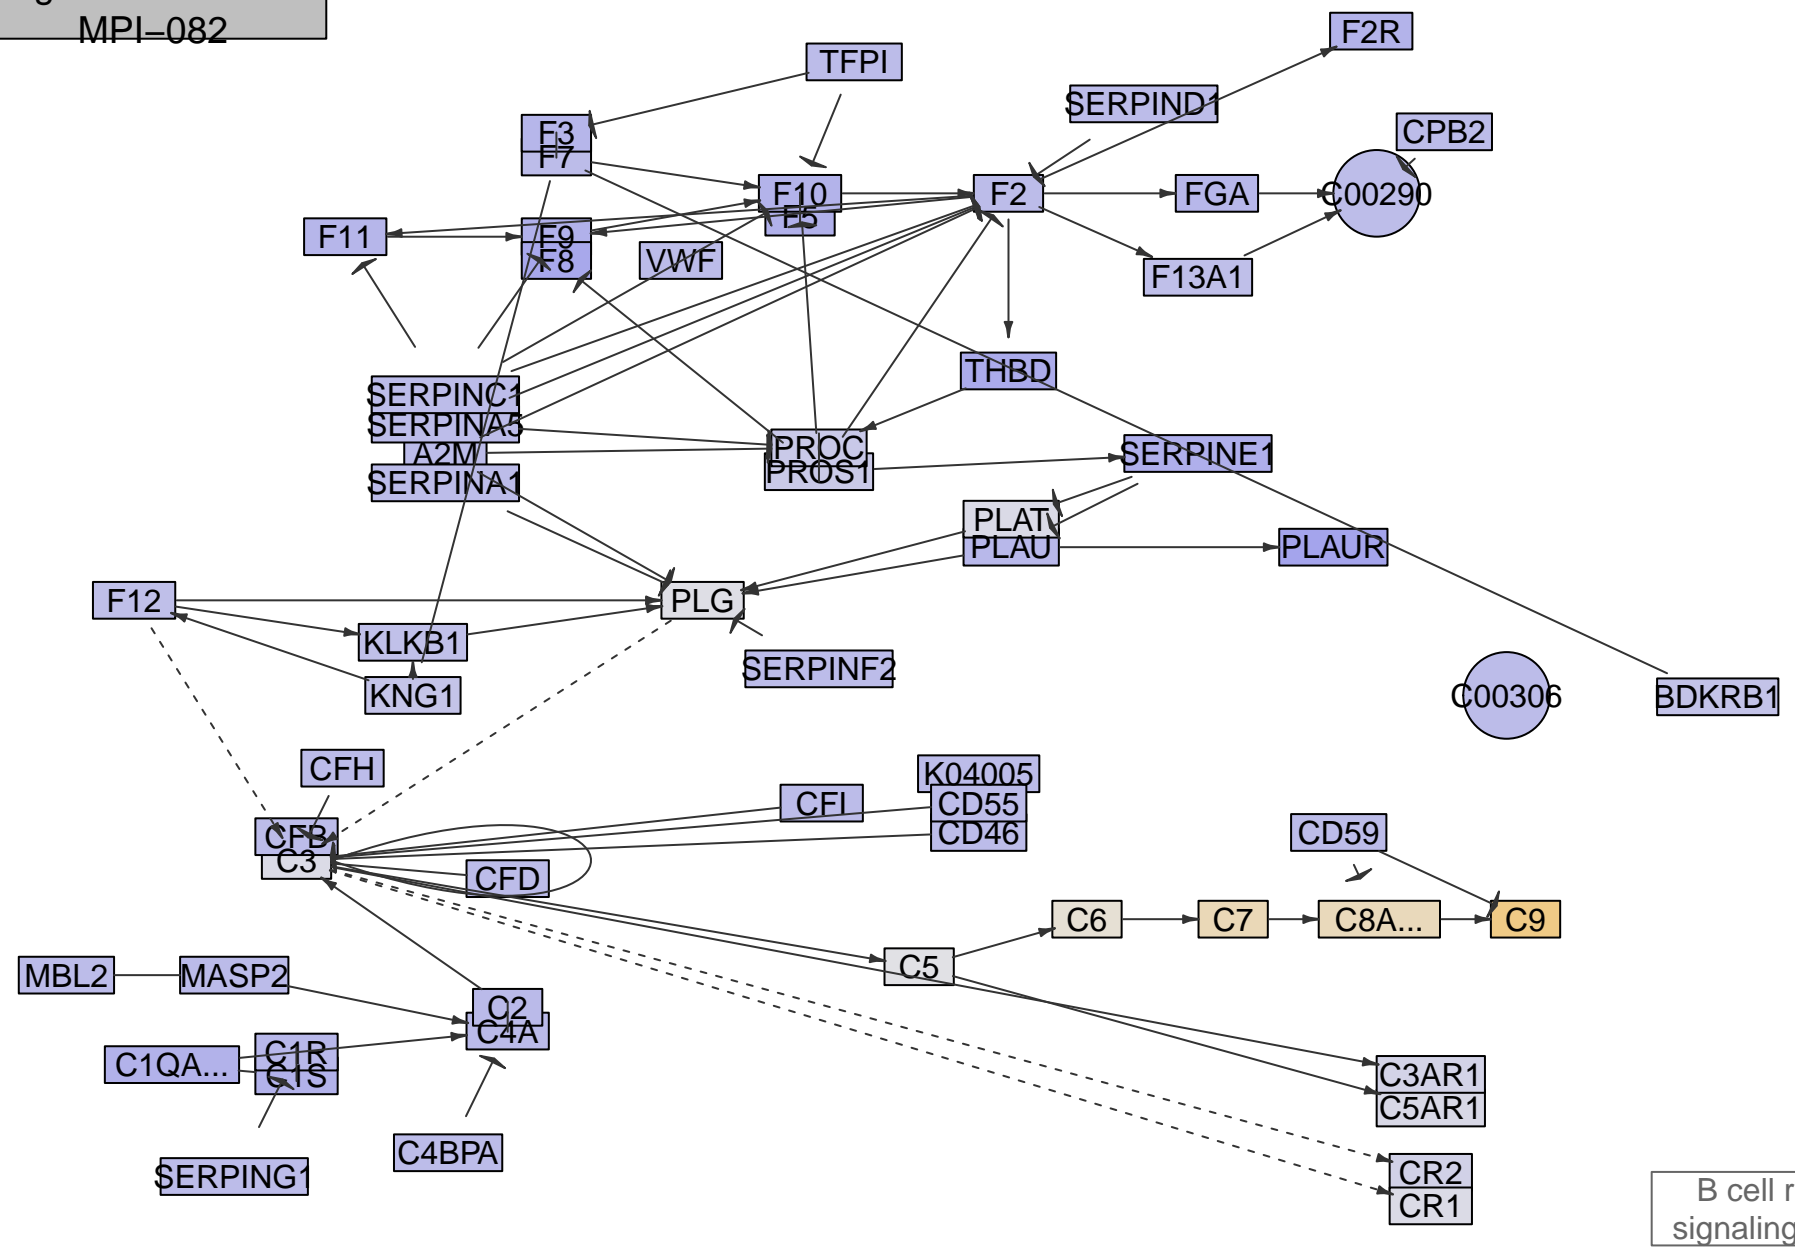 MPI−082
F2R
TFPI
SERPIND1
F3
F7
CPB2
F10
F5
F2
FGA
C00290
F11
F9
F8
VWF
F13A1
THBD
SERPINC1
SERPINA5
A2M
SERPINA1
PROC
PROS1
SERPINE1
PLAT
PLAU
PLAUR
F12
PLG
KLKB1
SERPINF2
KNG1
C00306
BDKRB1
CFH
K04005
CFI
CD55
CD46
CD59
CFB
C3
CFD
C6
C7
C8A...
C9
C5
MBL2
MASP2
C2
C4A
C1QA...
C1R
C1S
C3AR1
C5AR1
C4BPA
SERPING1
CR2
CR1
B cell r
signaling